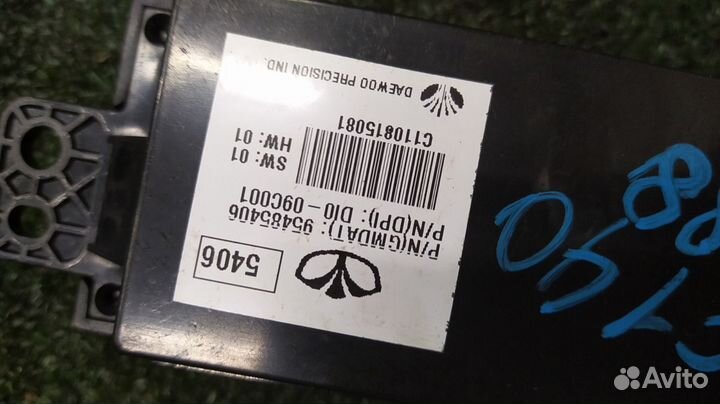 5406
P/N(GMDAT): 95485406
P/N(DPI): DI0-09C001
SW: 01
HW: 01
C110815081
DAEWOO PRECISION IND.
Avito